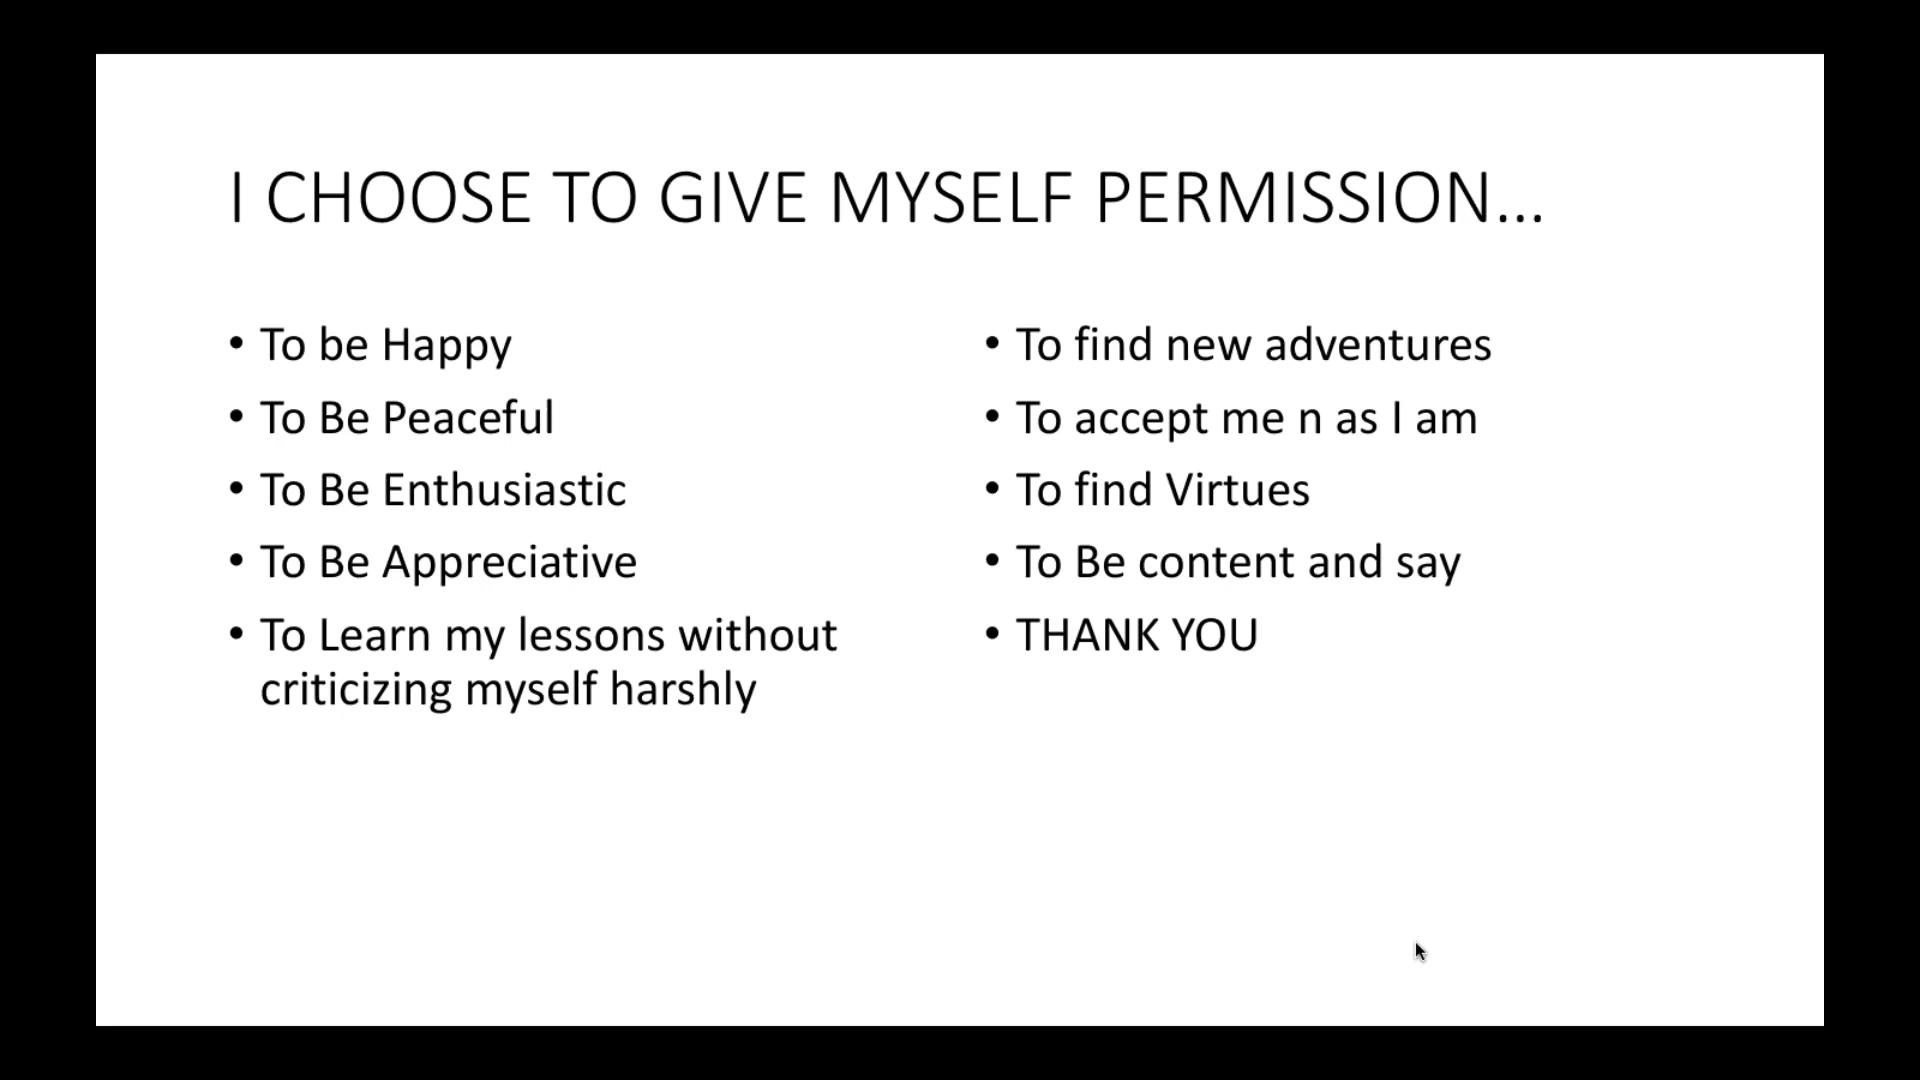 I CHOOSE TO GIVE MYSELF PERMISSION...
• To be Happy
• To Be Peaceful
• To Be Enthusiastic
• To Be Appreciative
• To Learn my lessons without
criticizing myself harshly
• To find new adventures
• To accept me n as I am
• To find Virtues
• To Be content and say
• THANK YOU